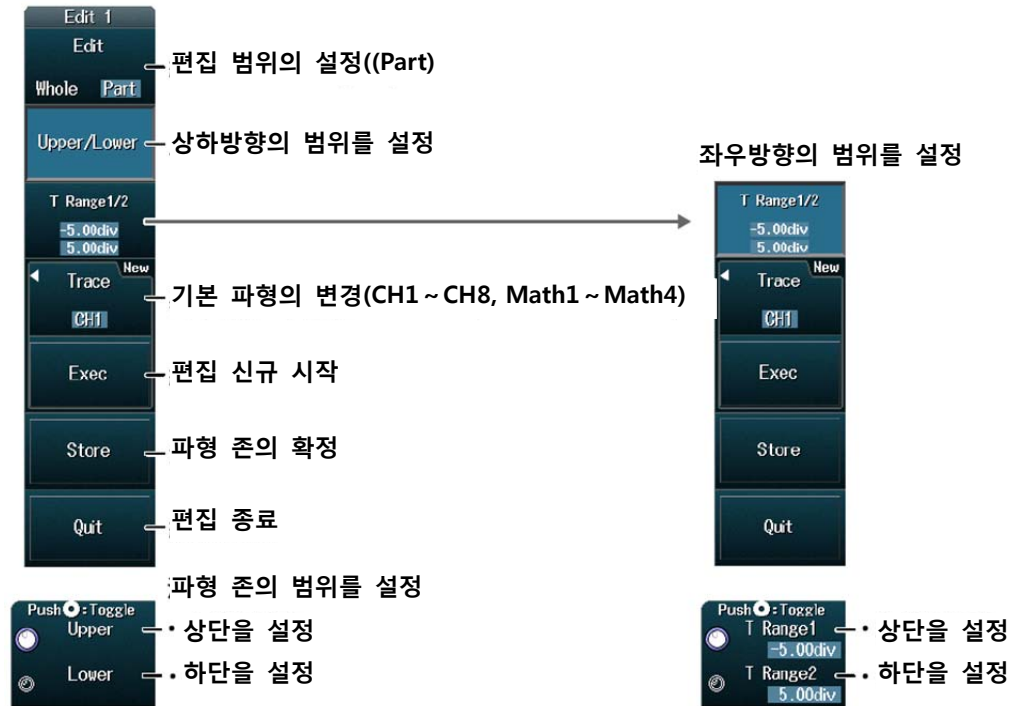 Edit 1
Edit
Whole Part
편집 범위의 설정((Part)
Upper/Lower
상하방향의 범위를 설정
T Range1/2
-5.00div
5.00div
New
Trace
CH1
기본 파형의 변경(CH1~CH8, Math1~Math4)
Exec
편집 신규 시작
Store
파형 존의 확정
Quit
편집 종료
파형 존의 범위를 설정
Push:Toggle
Upper
・상단을 설정
Lower
・하단을 설정
좌우방향의 범위를 설정
T Range1/2
-5.00div
5.00div
New
Trace
CH1
Exec
Store
Quit
Push:Toggle
T Range1
-5.00div
・상단을 설정
T Range2
5.00div
・하단을 설정